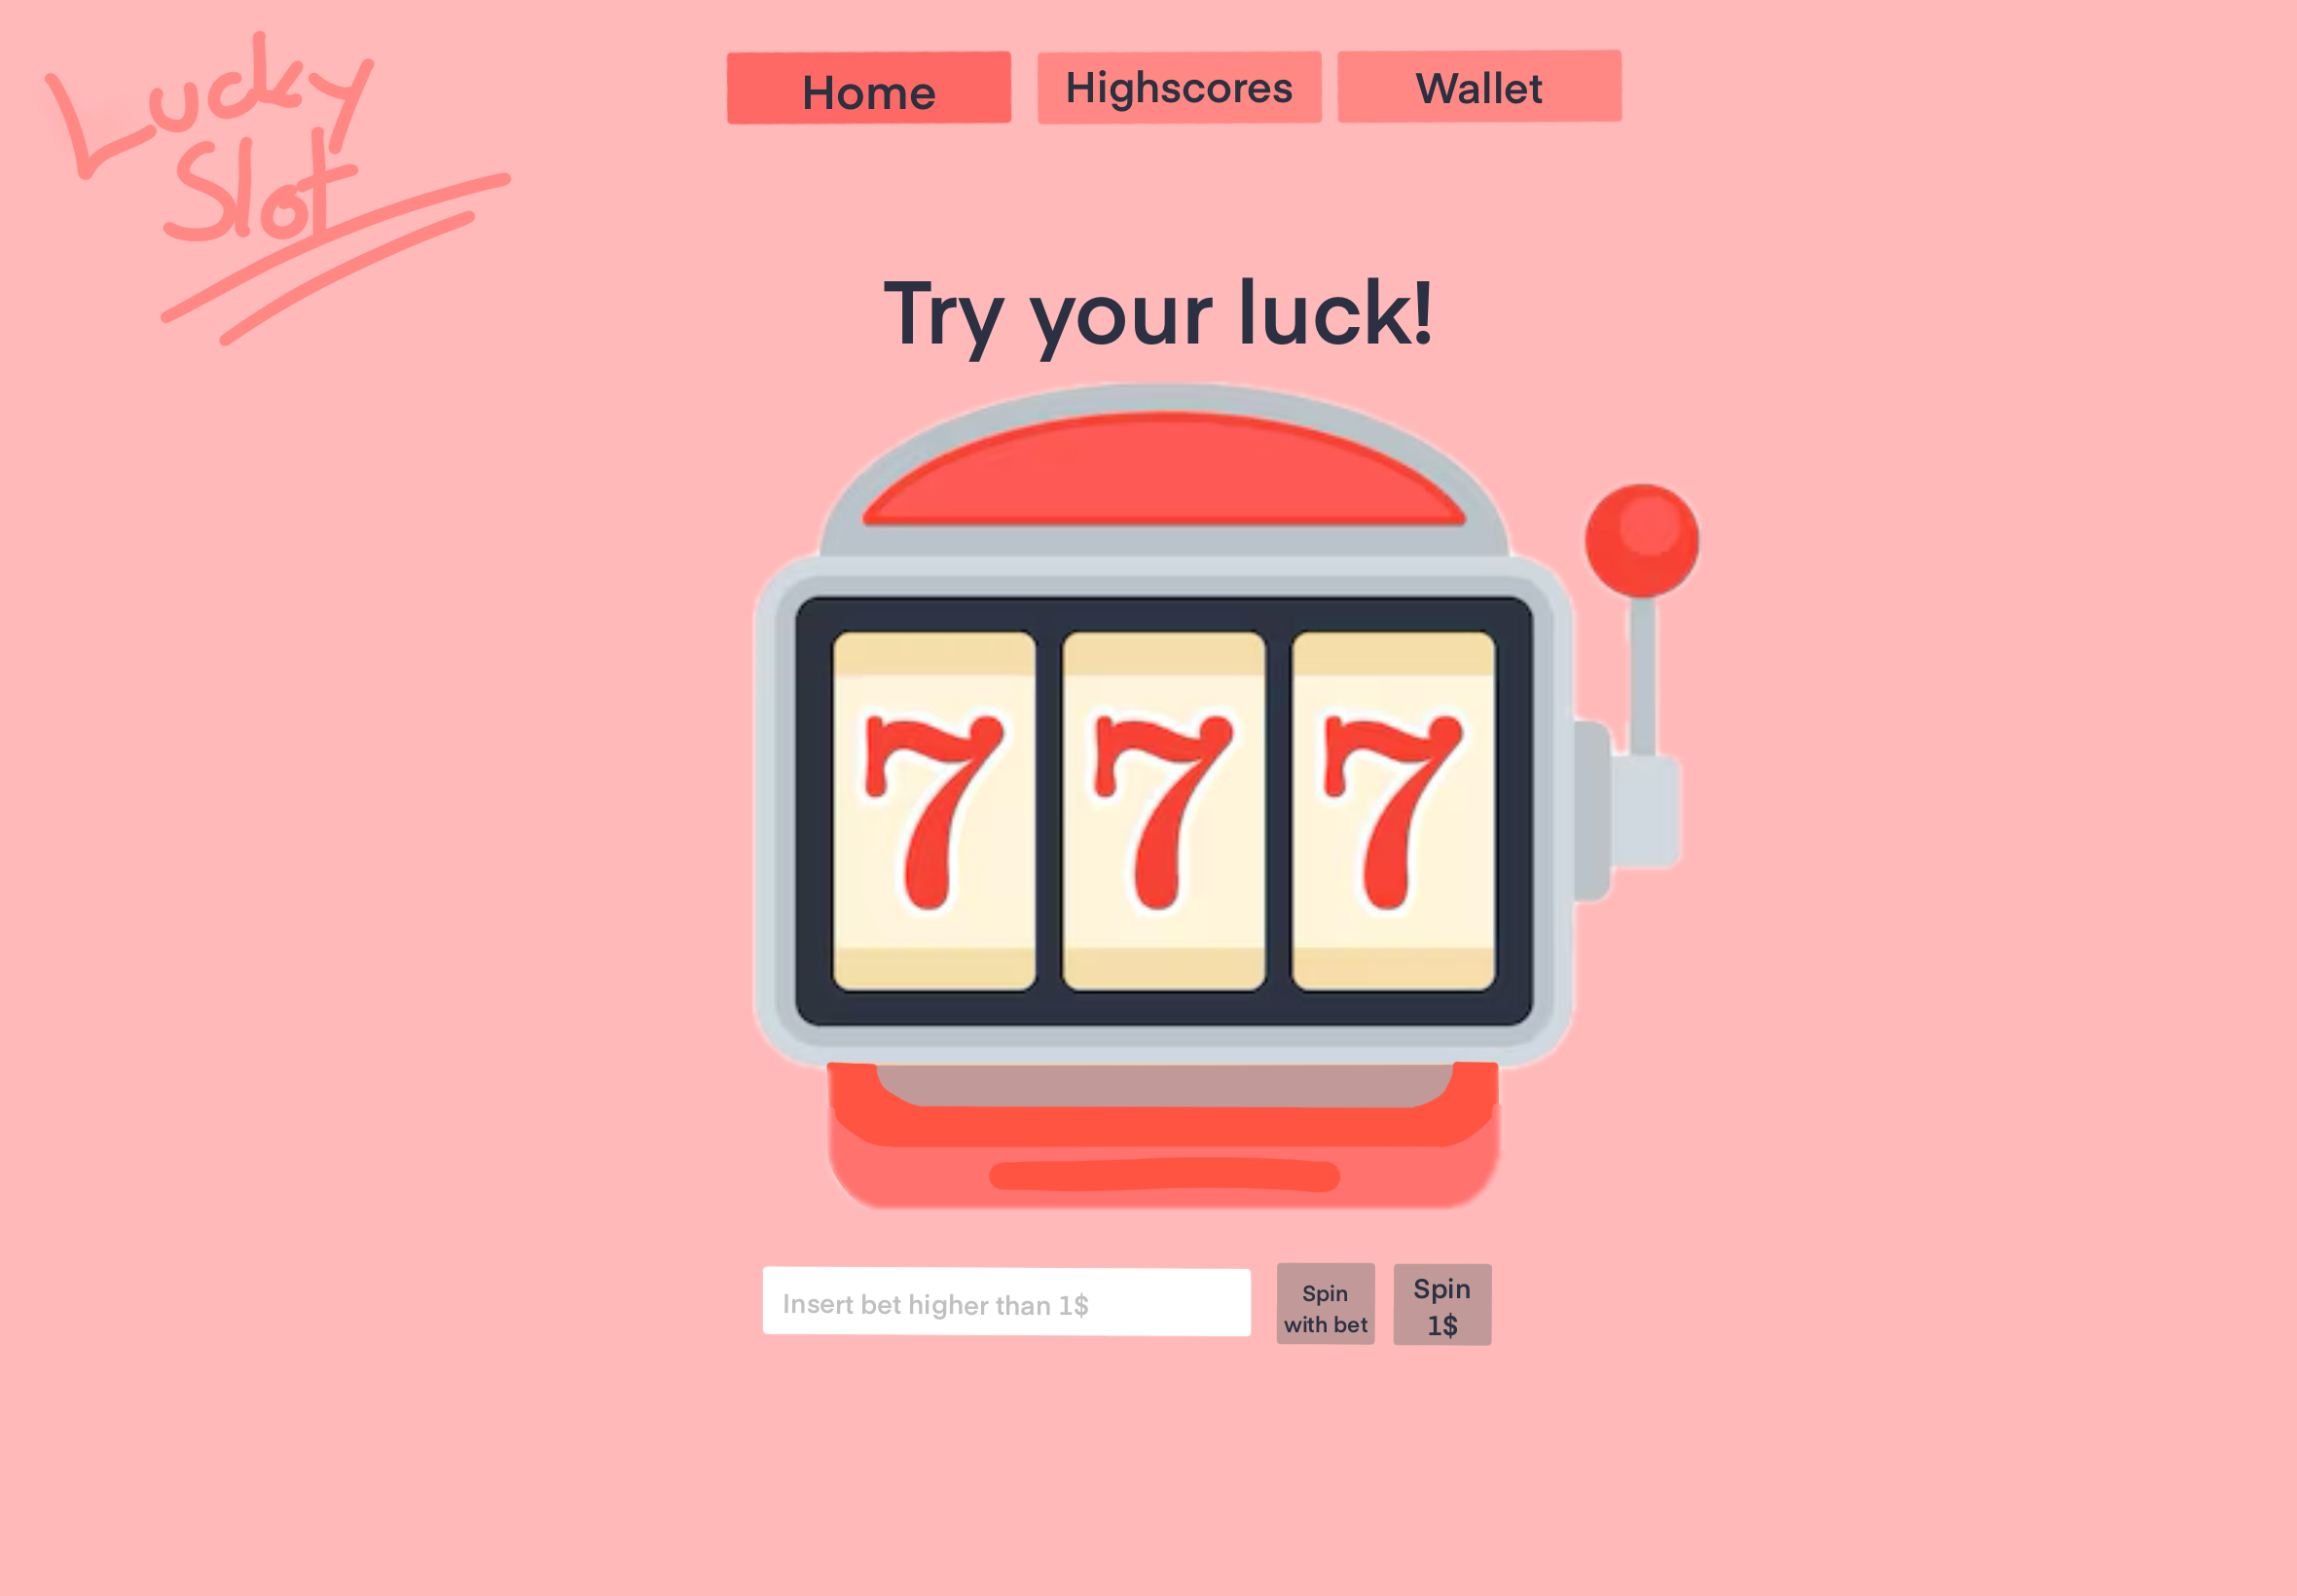 Lucky
Slot
Home
Highscores
Wallet
Try your luck!
7 7 7
Insert bet higher than 1$
Spin
with bet
Spin
1$